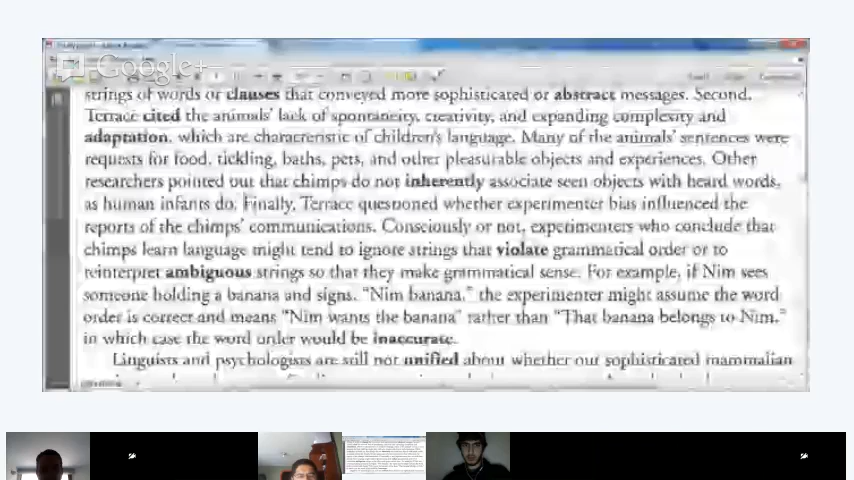 Google+
strings of words or clauses that conveyed more sophisticated or abstract messages. Second,
Terrace cited the animals' lack of spontaneity, creativity, and expanding complexity and
adaptation, which are characteristic of children's language. Many of the animals' sentences were
requests for food, tickling, baths, pets, and other pleasurable objects and experiences. Other
researchers pointed out that chimps do not inherently associate seen objects with heard words,
as human infants do. Finally, Terrace questioned whether experimenter bias influenced the
reports of the chimps' communications. Consciously or not, experimenters who conclude that
chimps learn language might tend to ignore strings that violate grammatical order or to
reinterpret ambiguous strings so that they make grammatical sense. For example, if Nim sees
someone holding a banana and signs, "Nim banana," the experimenter might assume the word
order is correct and means "Nim wants the banana" rather than "That banana belongs to Nim,"
in which case the word order would be inaccurate.
Linguists and psychologists are still not unified about whether our sophisticated mammalian